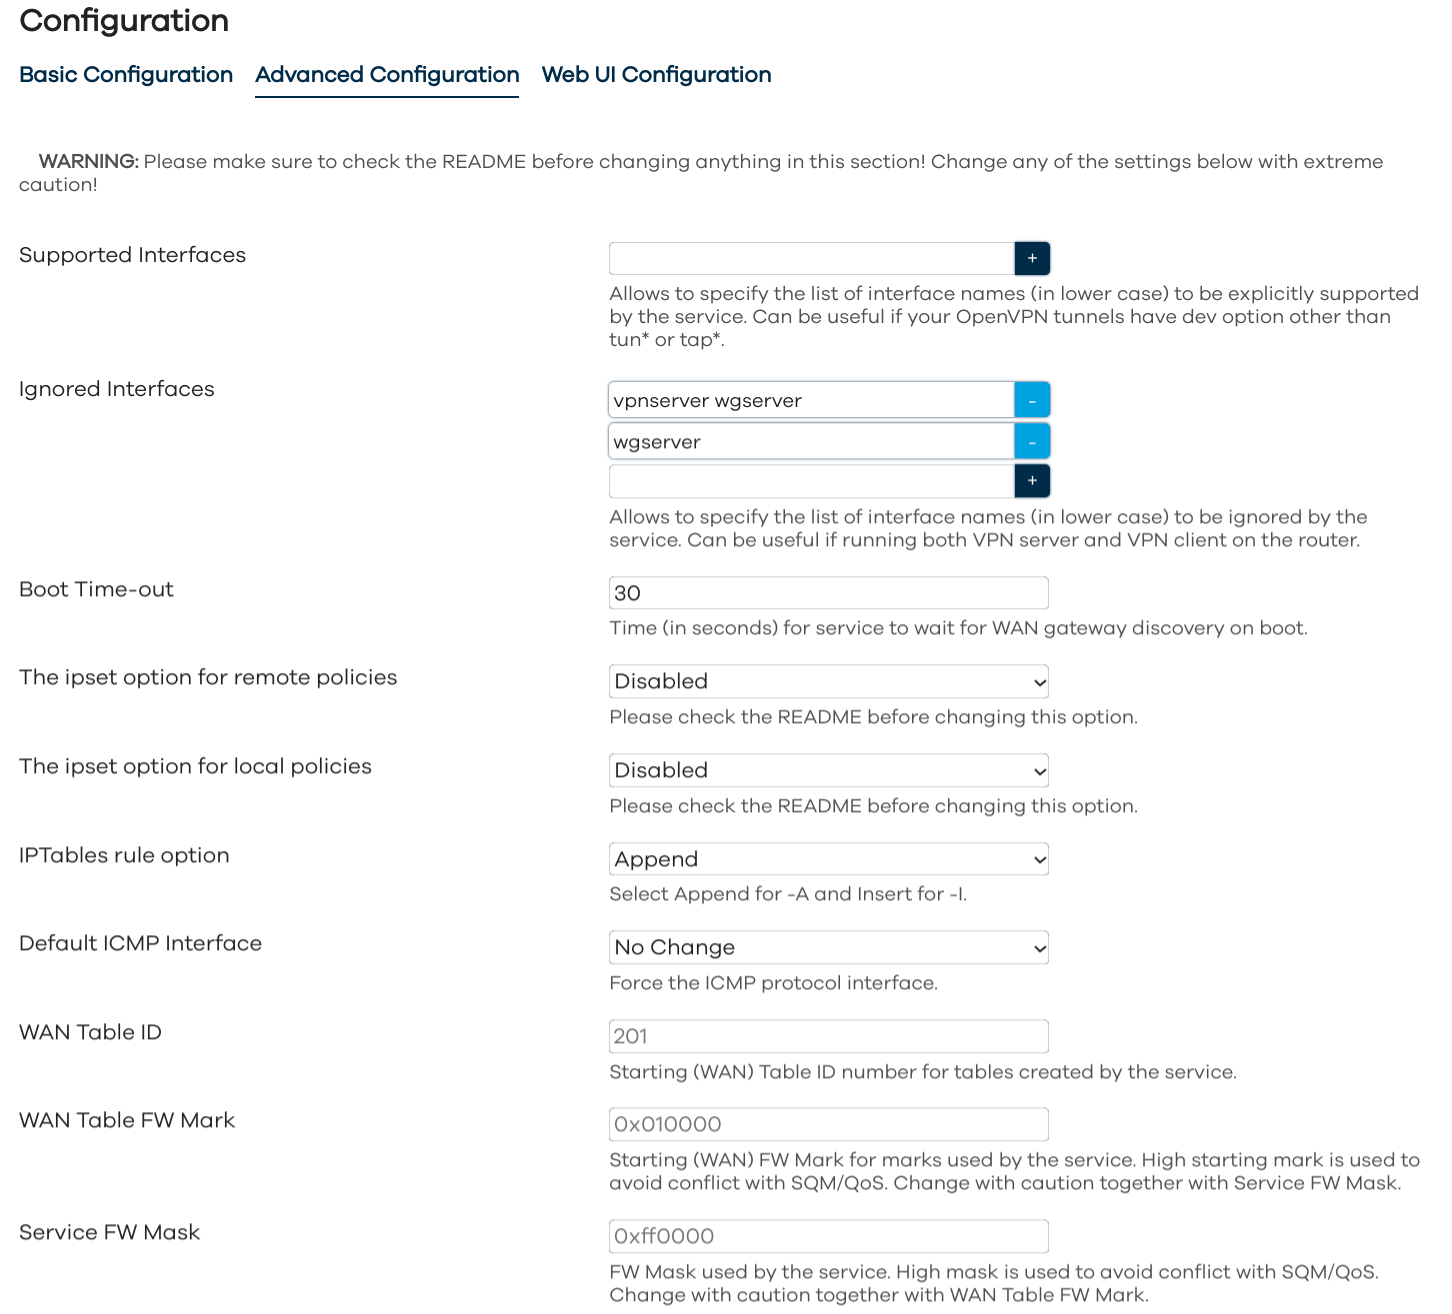 Configuration
Basic Configuration Advanced Configuration Web UI Configuration
WARNING: Please make sure to check the README before changing anything in this section! Change any of the settings below with extreme
caution!
Supported Interfaces
+
Allows to specify the list of interface names (in lower case) to be explicitly supported
by the service. Can be useful if your OpenVPN tunnels have dev option other than
tun* or tap*.
Ignored Interfaces
vpnserver wgserver -
wgserver -
+
Allows to specify the list of interface names (in lower case) to be ignored by the
service. Can be useful if running both VPN server and VPN client on the router.
Boot Time-out
30
Time (in seconds) for service to wait for WAN gateway discovery on boot.
The ipset option for remote policies
Disabled
Please check the README before changing this option.
The ipset option for local policies
Disabled
Please check the README before changing this option.
IPTables rule option
Append
Select Append for -A and Insert for -I.
Default ICMP Interface
No Change
Force the ICMP protocol interface.
WAN Table ID
201
Starting (WAN) Table ID number for tables created by the service.
WAN Table FW Mark
0x010000
Starting (WAN) FW Mark for marks used by the service. High starting mark is used to
avoid conflict with SQM/QoS. Change with caution together with Service FW Mask.
Service FW Mask
0xff0000
FW Mask used by the service. High mask is used to avoid conflict with SQM/QoS.
Change with caution together with WAN Table FW Mark.